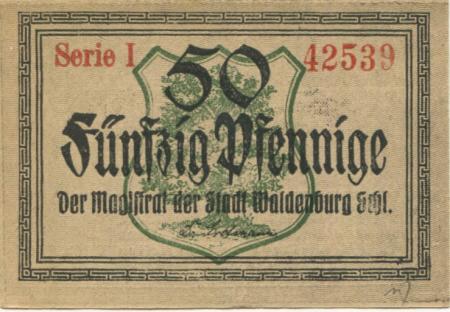 Serie I 50 42539
Fünfzig Pfennige
Der Magistrat der Stadt Waldenburg Schl.